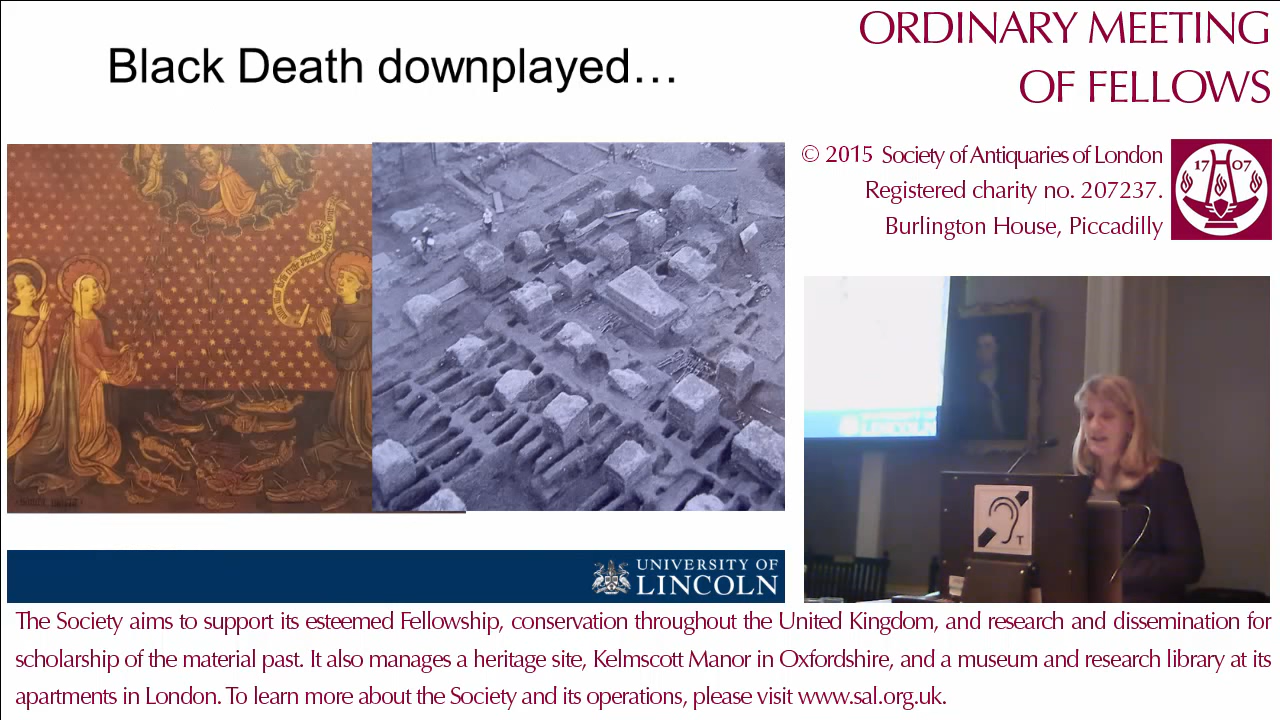 Black Death downplayed…
ORDINARY MEETING
OF FELLOWS
© 2015 Society of Antiquaries of London
Registered charity no. 207237.
Burlington House, Piccadilly
17 07
T
UNIVERSITY OF
LINCOLN
The Society aims to support its esteemed Fellowship, conservation throughout the United Kingdom, and research and dissemination for
scholarship of the material past. It also manages a heritage site, Kelmscott Manor in Oxfordshire, and a museum and research library at its
apartments in London. To learn more about the Society and its operations, please visit www.sal.org.uk.